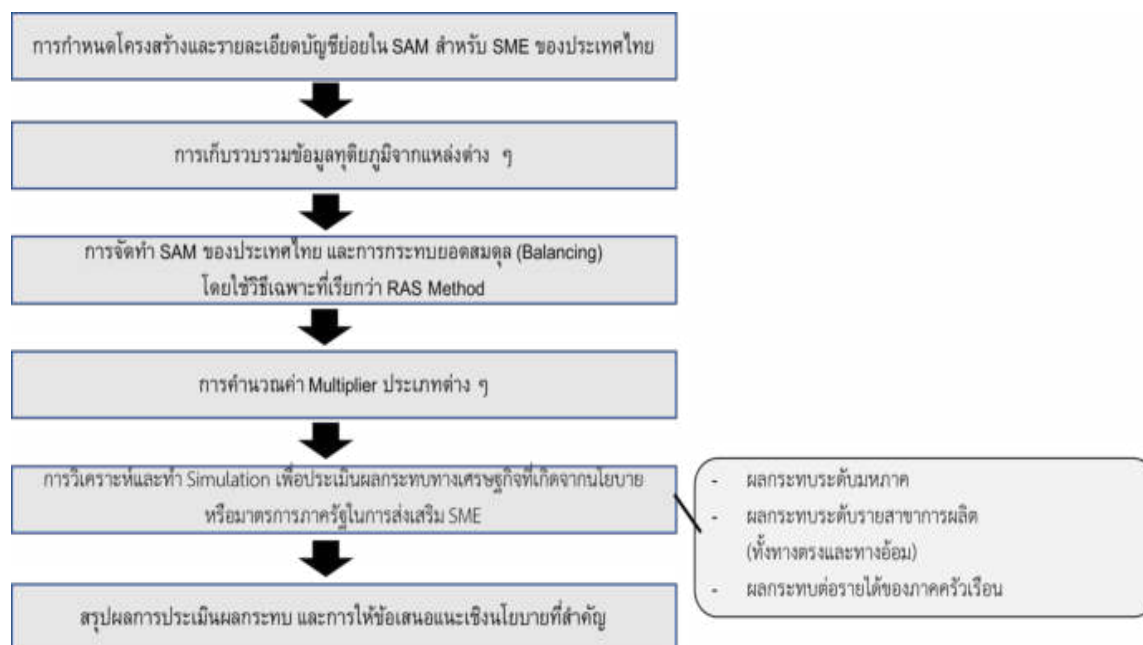 การกำหนดโครงสร้างและรายละเอียดบัญชีย่อยใน SAM สำหรับ SME ของประเทศไทย
การเก็บรวบรวมข้อมูลทุติยภูมิจากแหล่งต่าง ๆ
การจัดทำ SAM ของประเทศไทย และการกระทบยอดสมดุล (Balancing)
โดยใช้วิธีเฉพาะที่เรียกว่า RAS Method
การคำนวณค่า Multiplier ประเภทต่าง ๆ
การวิเคราะห์และทำ Simulation เพื่อประเมินผลกระทบทางเศรษฐกิจที่เกิดจากนโยบาย
หรือมาตรการภาครัฐในการส่งเสริม SME
- ผลกระทบระดับมหภาค
- ผลกระทบระดับรายสาขาการผลิต
(ทั้งทางตรงและทางอ้อม)
- ผลกระทบต่อรายได้ของภาคครัวเรือน
สรุปผลการประเมินผลกระทบ และการให้ข้อเสนอแนะเชิงนโยบายที่สำคัญ